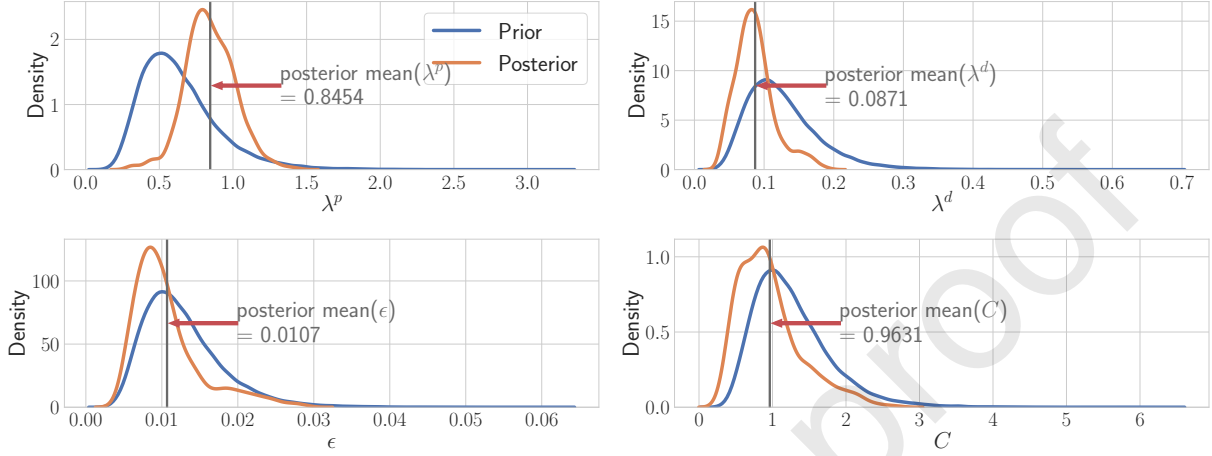 Density
2
1
0
Prior
Posterior
posterior mean(λ^p)
= 0.8454
0.0 0.5 1.0 1.5 2.0 2.5 3.0
λ^p
Density
15
10
5
0
posterior mean(λ^d)
= 0.0871
0.0 0.1 0.2 0.3 0.4 0.5 0.6 0.7
λ^d
Density
100
50
0
posterior mean(ϵ)
= 0.0107
0.00 0.01 0.02 0.03 0.04 0.05 0.06
ϵ
Density
1.0
0.5
0.0
posterior mean(C)
= 0.9631
0 1 2 3 4 5 6
C
proof